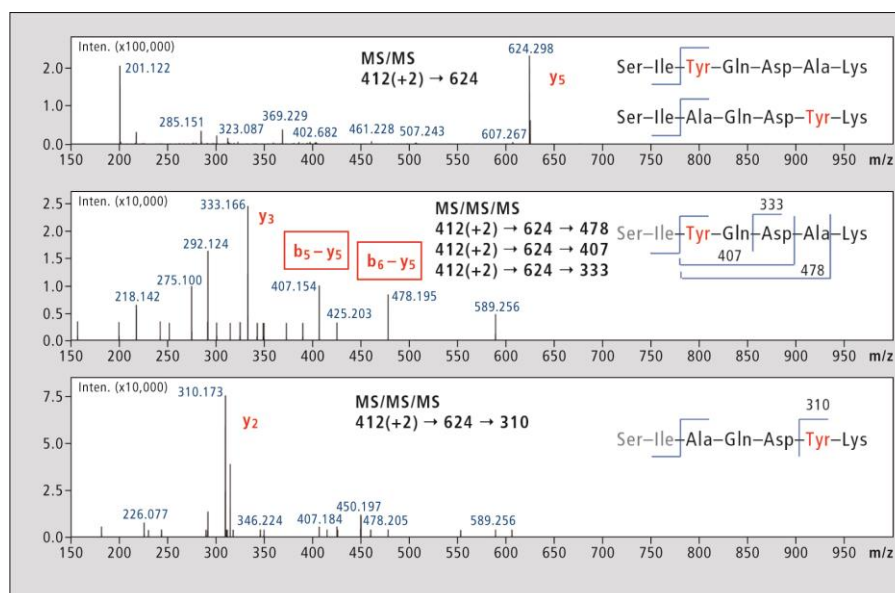 Inten. (x100,000)
MS/MS
412(+2) → 624
624.298
y5
201.122
285.151
323.087
369.229
402.682
461.228
507.243
607.267
2.0
1.0
0.0
150 200 250 300 350 400 450 500 550 600 650 700 750 800 850 900 950 m/z
Ser–Ile–Tyr–Gln–Asp–Ala–Lys
Ser–Ile–Ala–Gln–Asp–Tyr–Lys
Inten. (x10,000)
2.5
2.0
1.5
1.0
0.5
0.0
333.166
y3
292.124
275.100
218.142
b5–y5
b6–y5
407.154
425.203
478.195
589.256
MS/MS/MS
412(+2) → 624 → 478
412(+2) → 624 → 407
412(+2) → 624 → 333
333
Ser–Ile–Tyr–Gln–Asp–Ala–Lys
407
478
150 200 250 300 350 400 450 500 550 600 650 700 750 800 850 900 950 m/z
Inten. (x10,000)
7.5
5.0
2.5
0.0
310.173
y2
MS/MS/MS
412(+2) → 624 → 310
310
Ser–Ile–Ala–Gln–Asp–Tyr–Lys
226.077
346.224
407.184
450.197
478.205
589.256
150 200 250 300 350 400 450 500 550 600 650 700 750 800 850 900 950 m/z